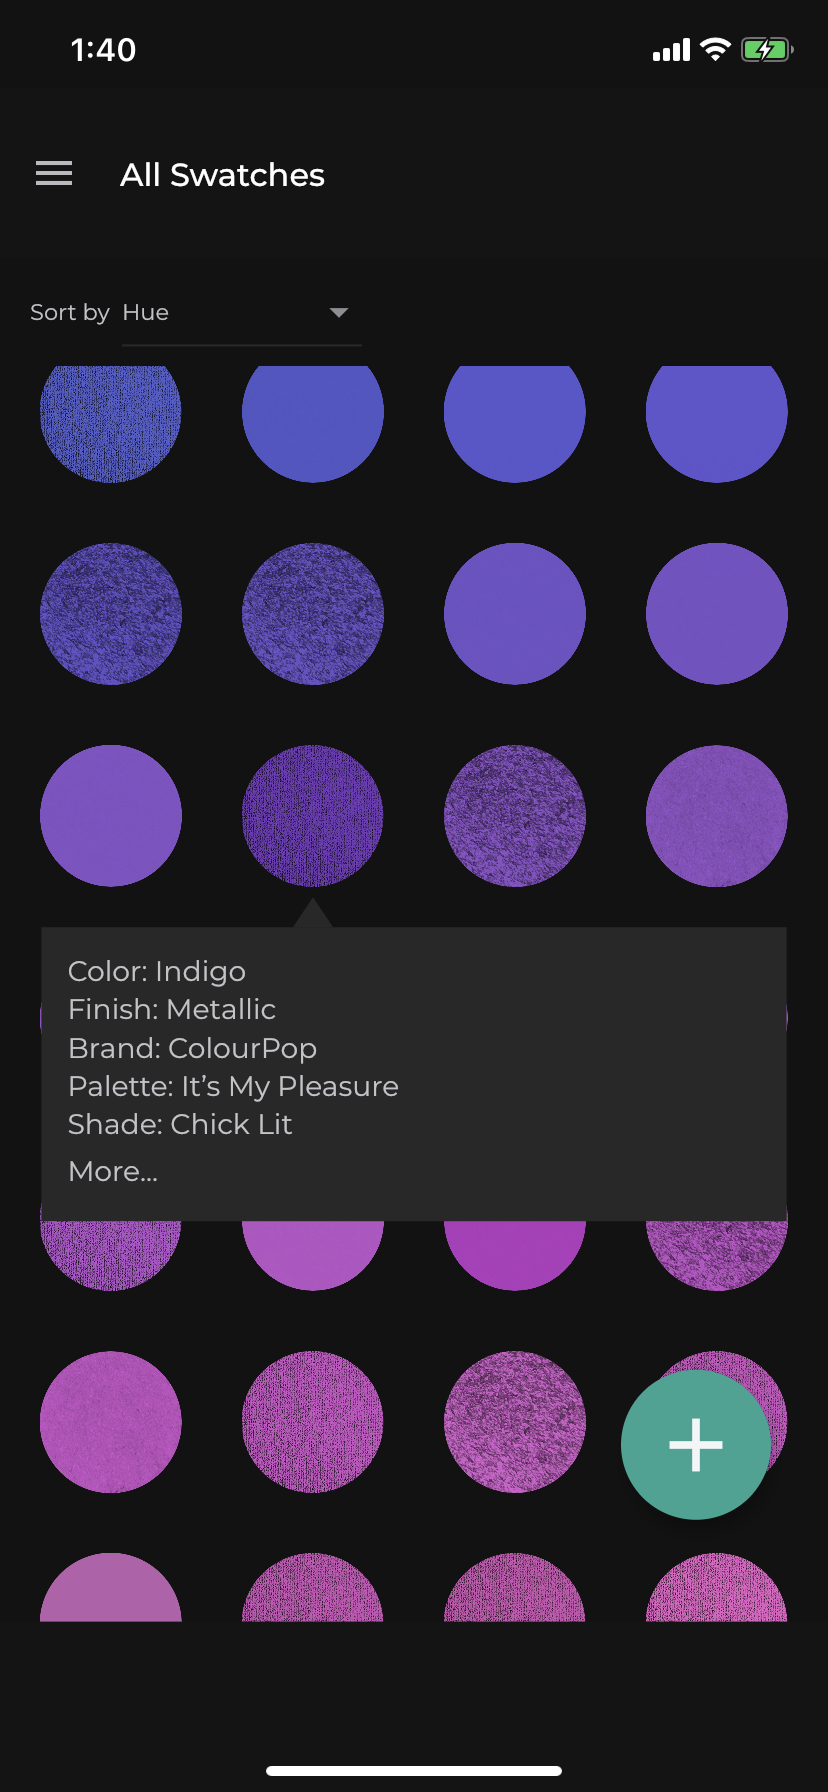 1:40
All Swatches
Sort by Hue
Color: Indigo
Finish: Metallic
Brand: ColourPop
Palette: It’s My Pleasure
Shade: Chick Lit
More...